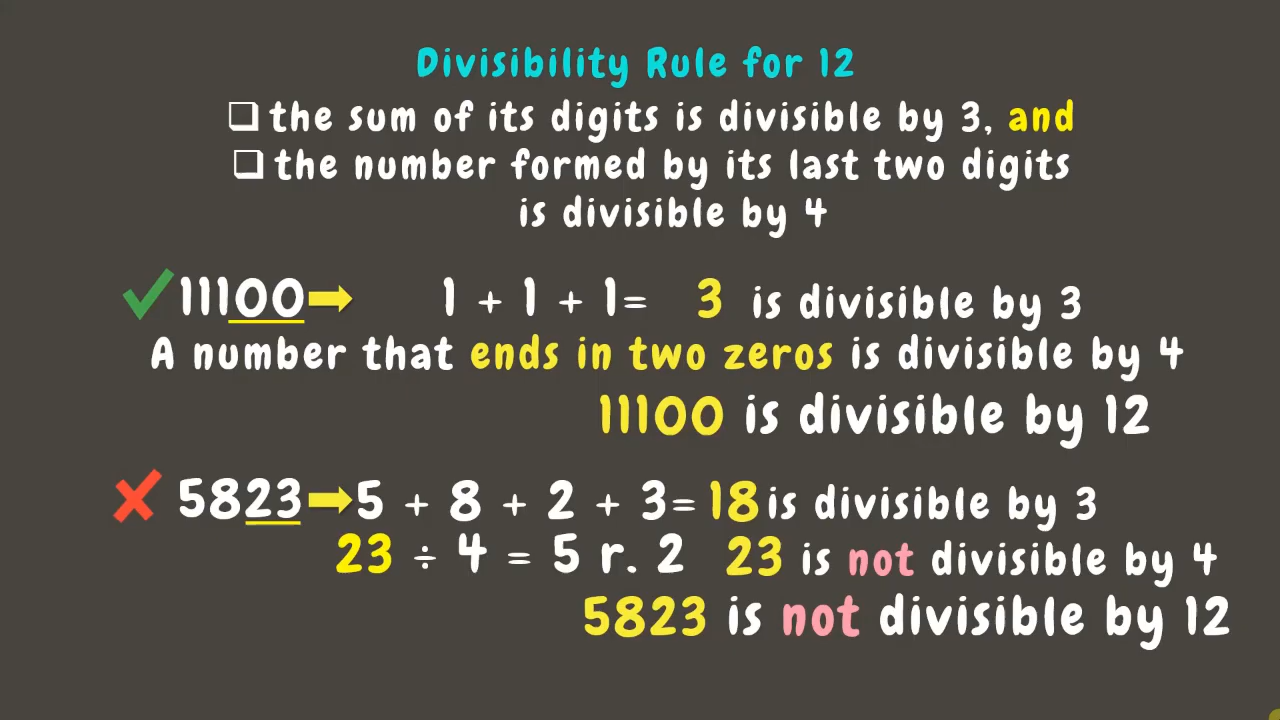 Divisibility Rule for 12
❑ the sum of its digits is divisible by 3, and
❑ the number formed by its last two digits
is divisible by 4
✓ 11100 ➡ 1 + 1 + 1 = 3 is divisible by 3
A number that ends in two zeros is divisible by 4
11100 is divisible by 12
✗ 5823 ➡ 5 + 8 + 2 + 3 = 18 is divisible by 3
23 ÷ 4 = 5 r. 2 23 is not divisible by 4
5823 is not divisible by 12